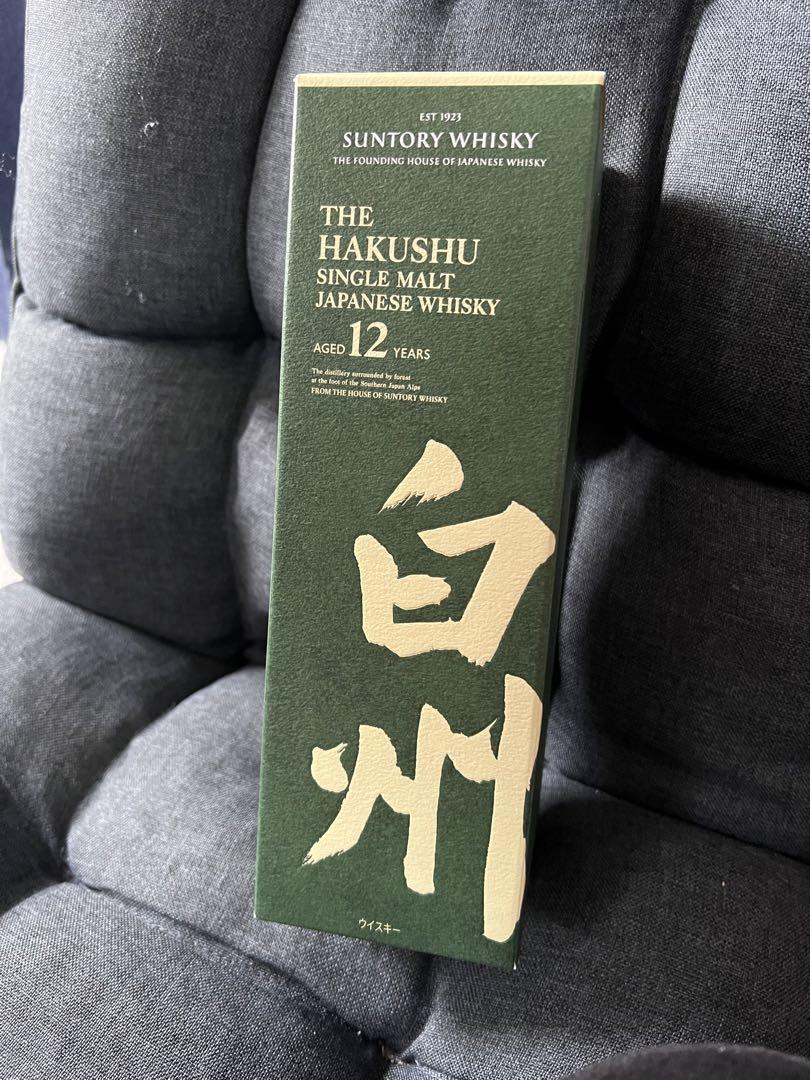 EST 1923
SUNTORY WHISKY
THE FOUNDING HOUSE OF JAPANESE WHISKY
THE
HAKUSHU
SINGLE MALT
JAPANESE WHISKY
AGED 12 YEARS
The distillery surrounded by forest
at the foot of the Southern Japan Alps
FROM THE HOUSE OF SUNTORY WHISKY
白州
ウイスキー